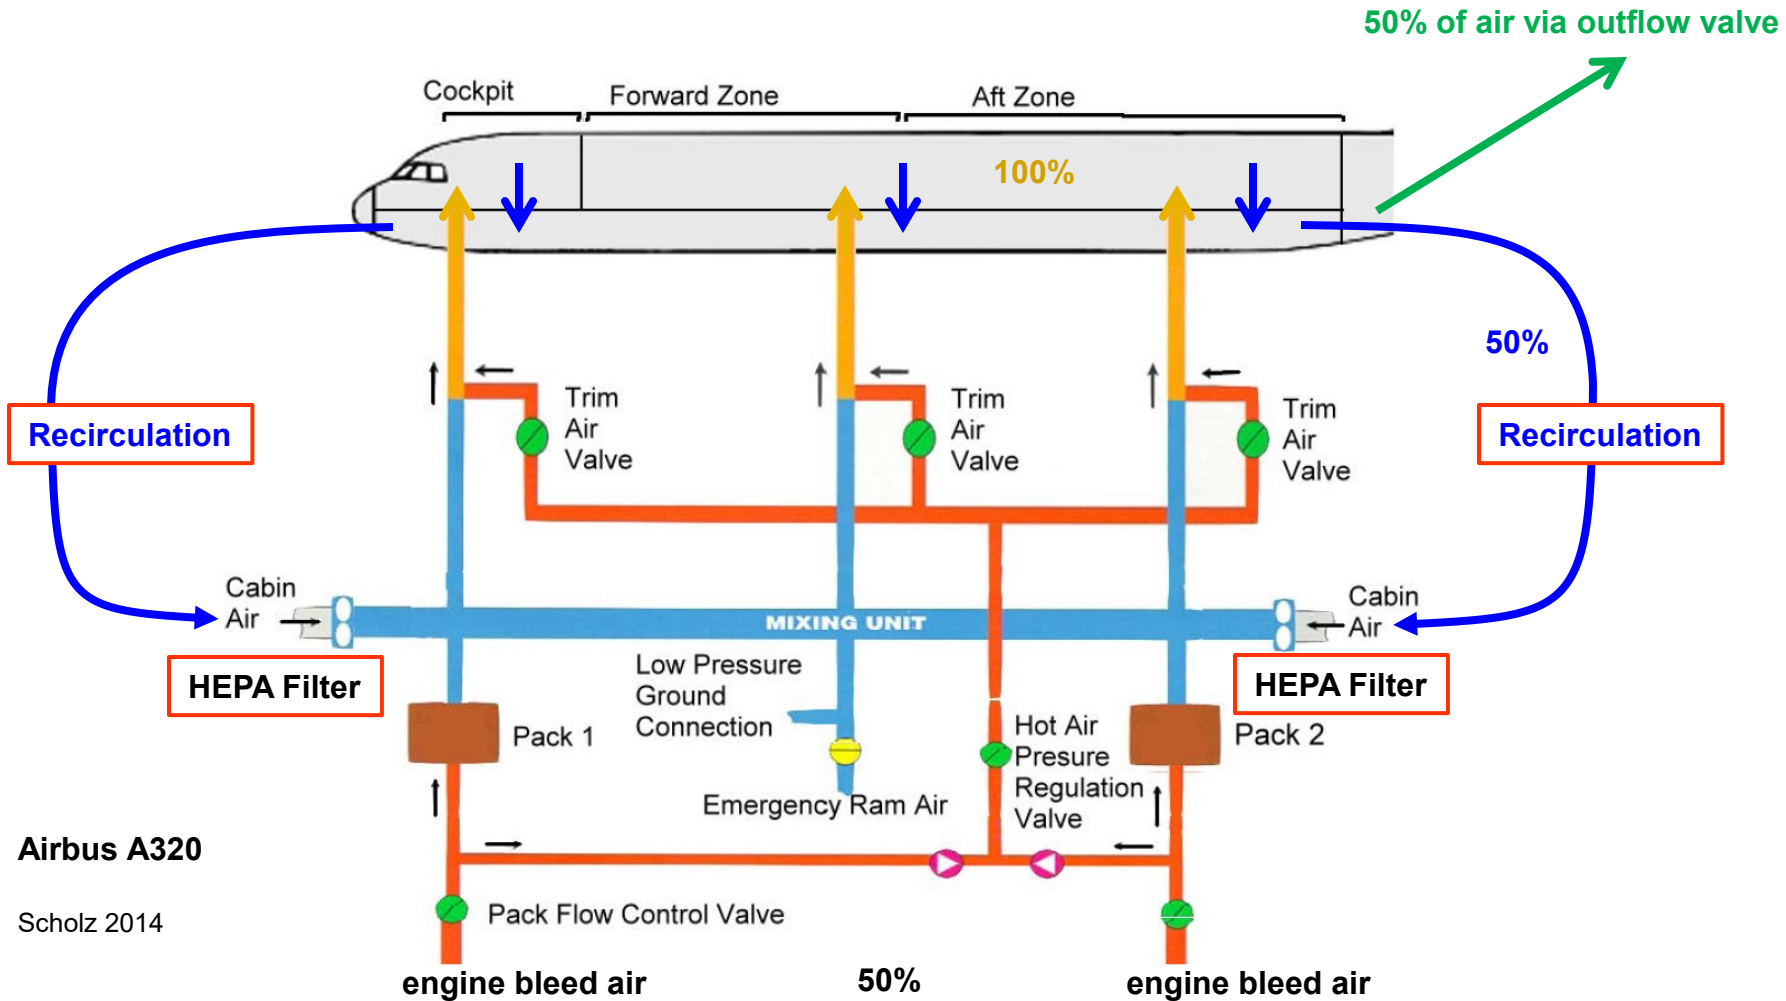 50% of air via outflow valve
Cockpit
Forward Zone
Aft Zone
100%
50%
Trim
Air
Valve
Trim
Air
Valve
Trim
Air
Valve
Recirculation
Recirculation
Cabin
Air
MIXING UNIT
Cabin
Air
HEPA Filter
Low Pressure
Ground
Connection
HEPA Filter
Pack 1
Hot Air
Presure
Regulation
Valve
Pack 2
Emergency Ram Air
Airbus A320
Scholz 2014
Pack Flow Control Valve
engine bleed air
50%
engine bleed air